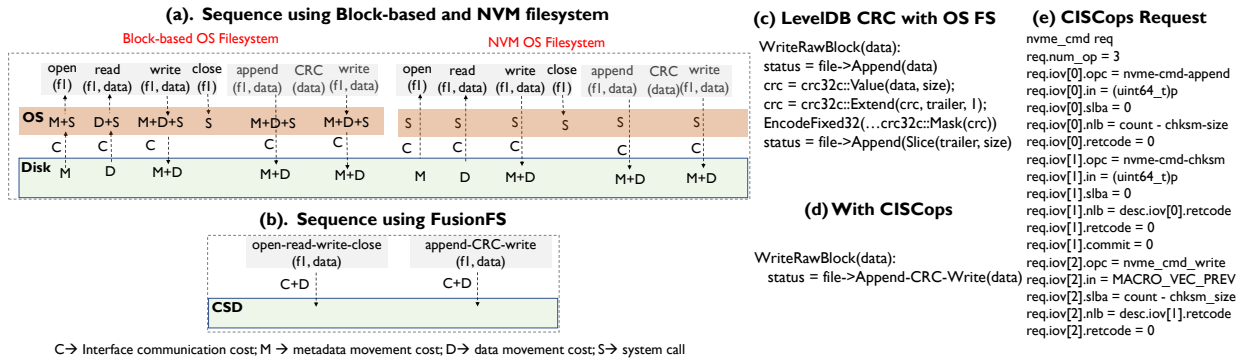 (a). Sequence using Block-based and NVM filesystem
Block-based OS Filesystem
NVM OS Filesystem
open read write close append CRC write
(f1) (f1, data) (f1, data) (f1) (f1, data) (data) (f1, data)
open read write close append CRC write
(f1) (f1, data) (f1, data) (f1) (f1, data) (data) (f1, data)
OS M+S D+S M+D+S S M+D+S M+D+S S S S S S S
C C C C C C C C C C
Disk M D M+D M+D M+D M D M+D M+D M+D
(b). Sequence using FusionFS
open-read-write-close append-CRC-write
(f1, data) (f1, data)
C+D C+D
CSD
C→ Interface communication cost; M → metadata movement cost; D→ data movement cost; S→ system call
(c) LevelDB CRC with OS FS
WriteRawBlock(data):
status = file->Append(data)
crc = crc32c::Value(data, size);
crc = crc32c::Extend(crc, trailer, 1);
EncodeFixed32(…crc32c::Mask(crc))
status = file->Append(Slice(trailer, size)
(d) With CISCops
WriteRawBlock(data):
status = file->Append-CRC-Write(data)
(e) CISCops Request
nvme_cmd req
req.num_op = 3
req.iov[0].opc = nvme-cmd-append
req.iov[0].in = (uint64_t)p
req.iov[0].slba = 0
req.iov[0].nlb = count - chksm-size
req.iov[0].retcode = 0
req.iov[1].opc = nvme-cmd-chksm
req.iov[1].in = (uint64_t)p
req.iov[1].slba = 0
req.iov[1].nlb = desc.iov[0].retcode
req.iov[1].retcode = 0
req.iov[1].commit = 0
req.iov[2].opc = nvme_cmd_write
req.iov[2].in = MACRO_VEC_PREV
req.iov[2].slba = count - chksm_size
req.iov[2].nlb = desc.iov[1].retcode
req.iov[2].retcode = 0